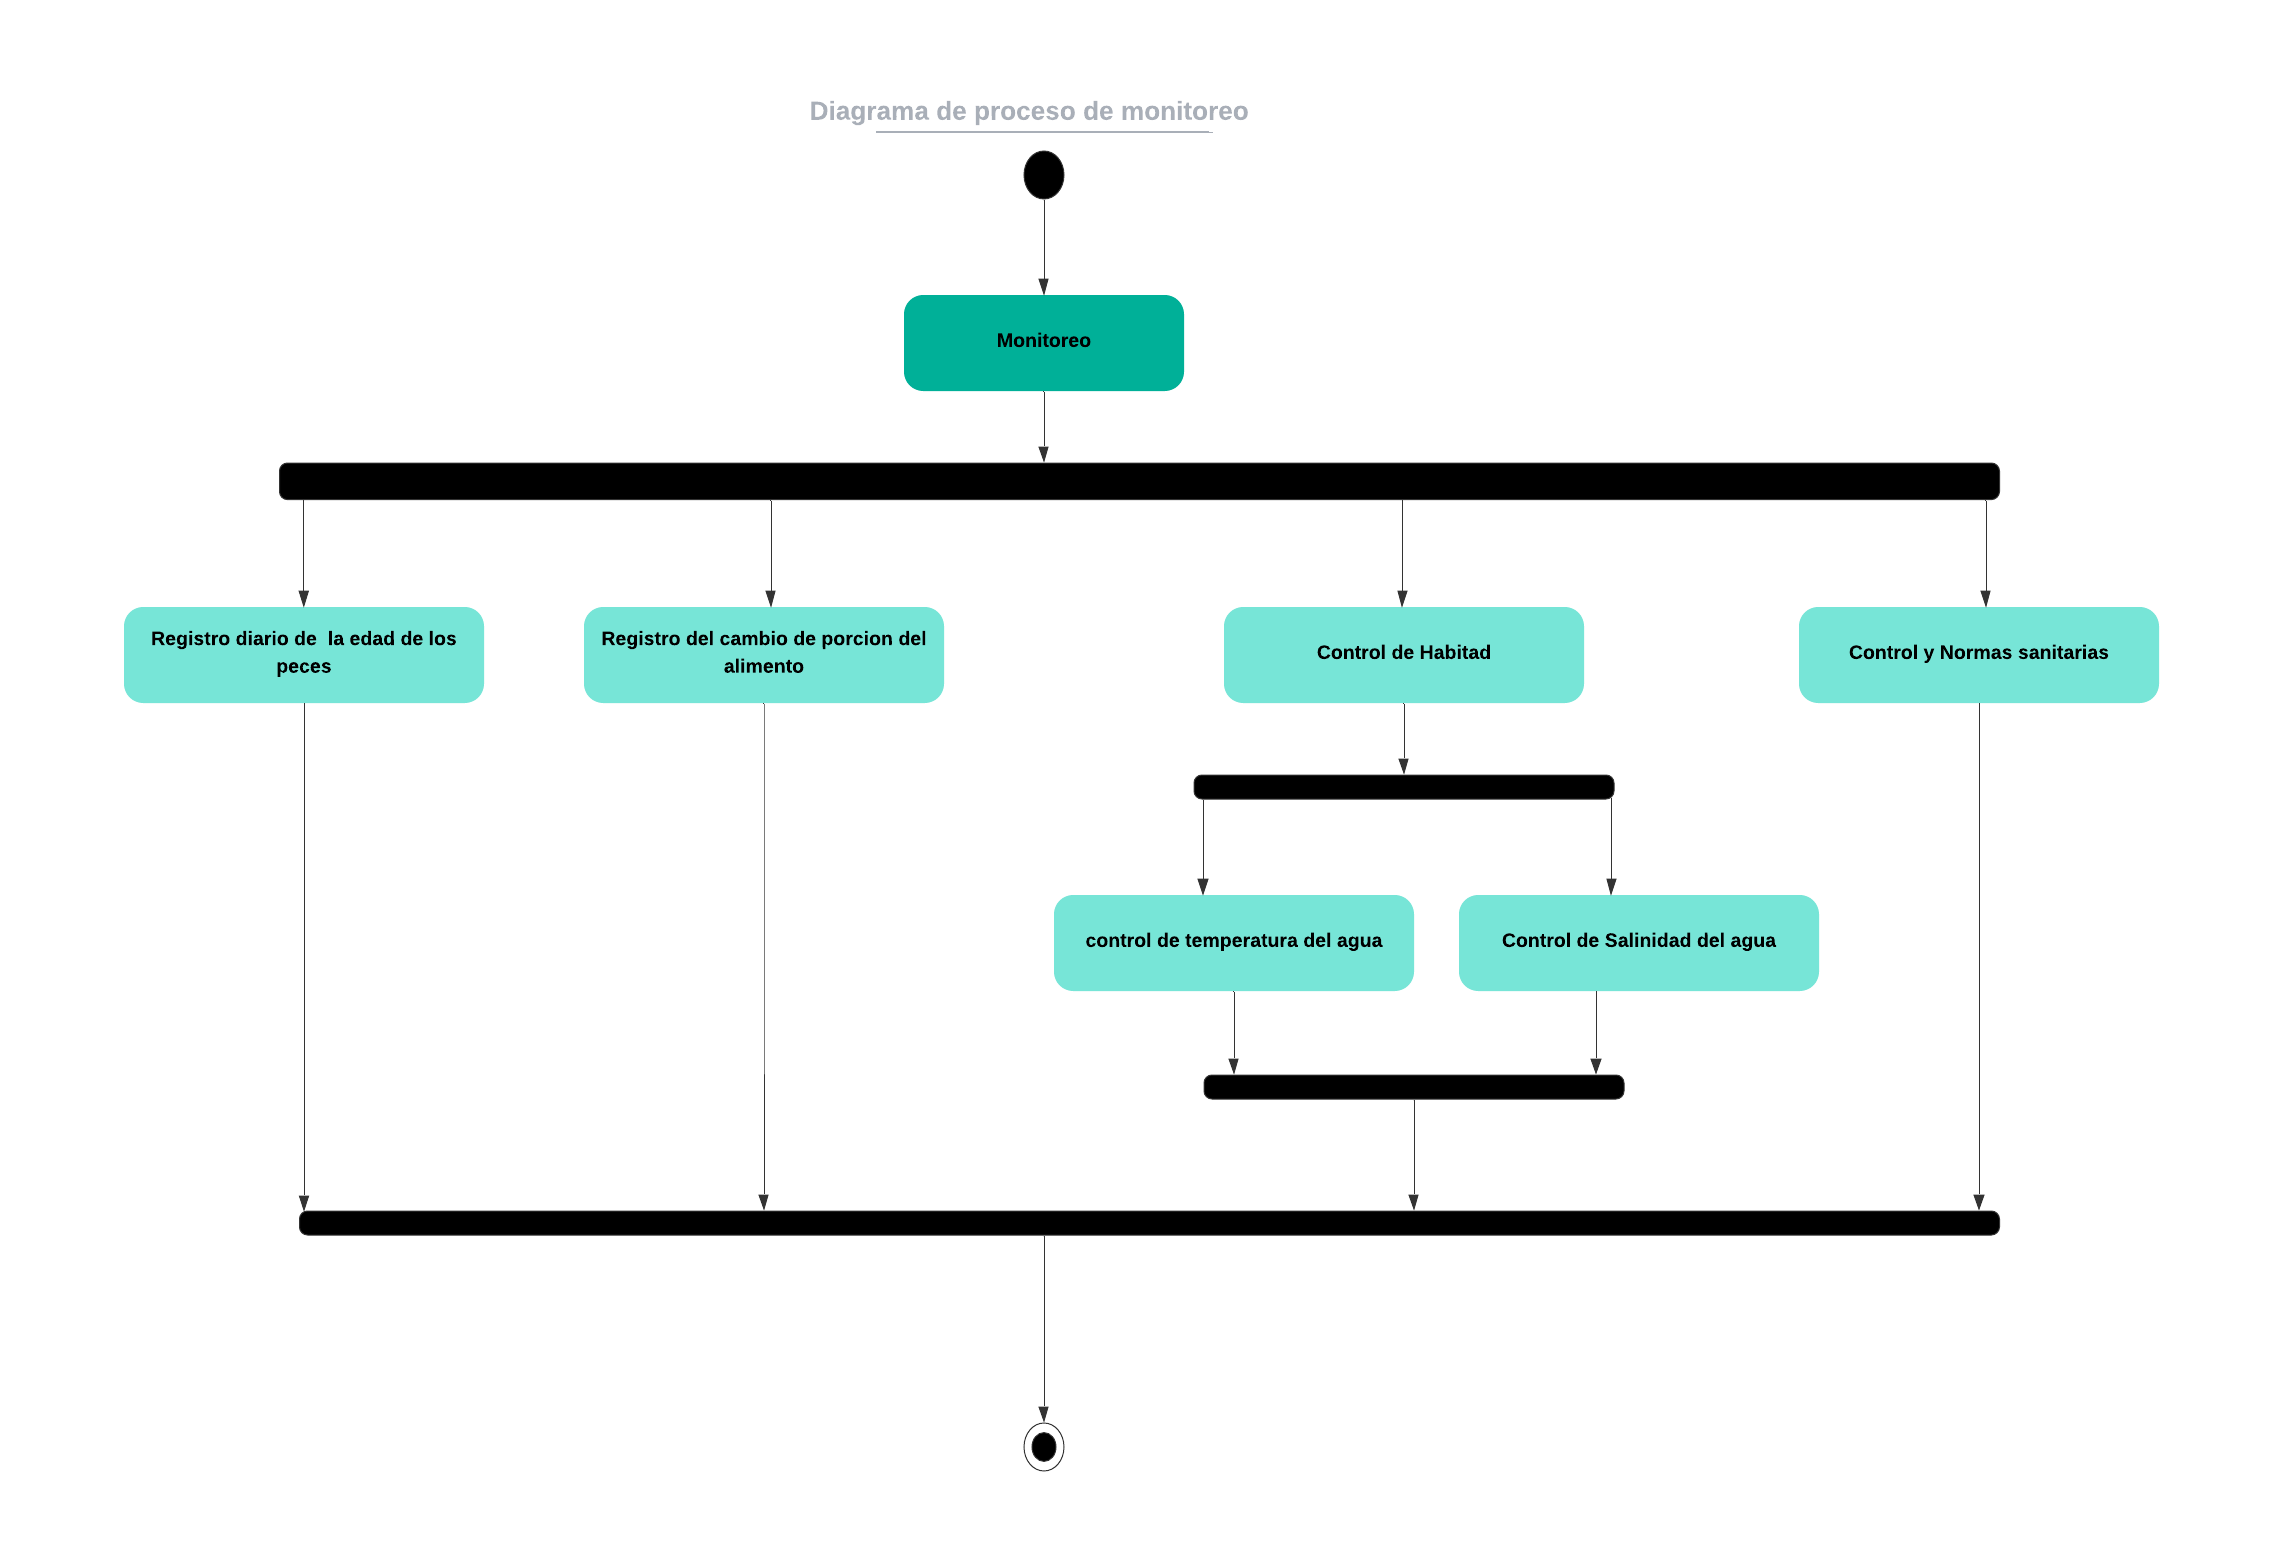 Diagrama de proceso de monitoreo
Monitoreo
Registro diario de  la edad de los
peces
Registro del cambio de porcion del
alimento
Control de Habitad
Control y Normas sanitarias
control de temperatura del agua
Control de Salinidad del agua